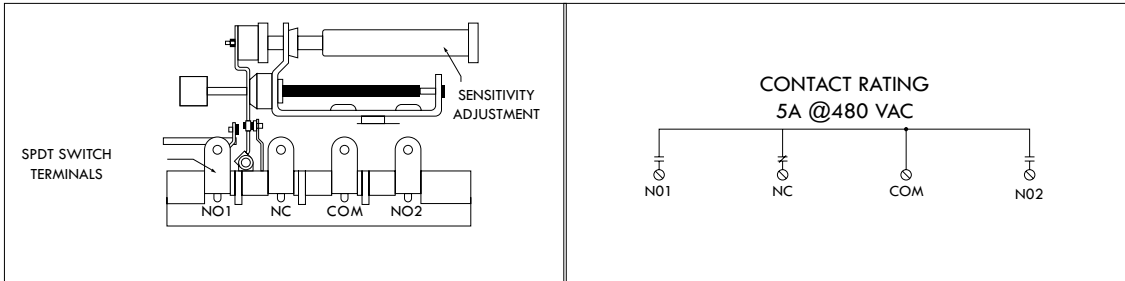 SENSITIVITY
ADJUSTMENT
SPDT SWITCH
TERMINALS
NO1 NC COM NO2
CONTACT RATING
5A @480 VAC
N01 NC COM N02